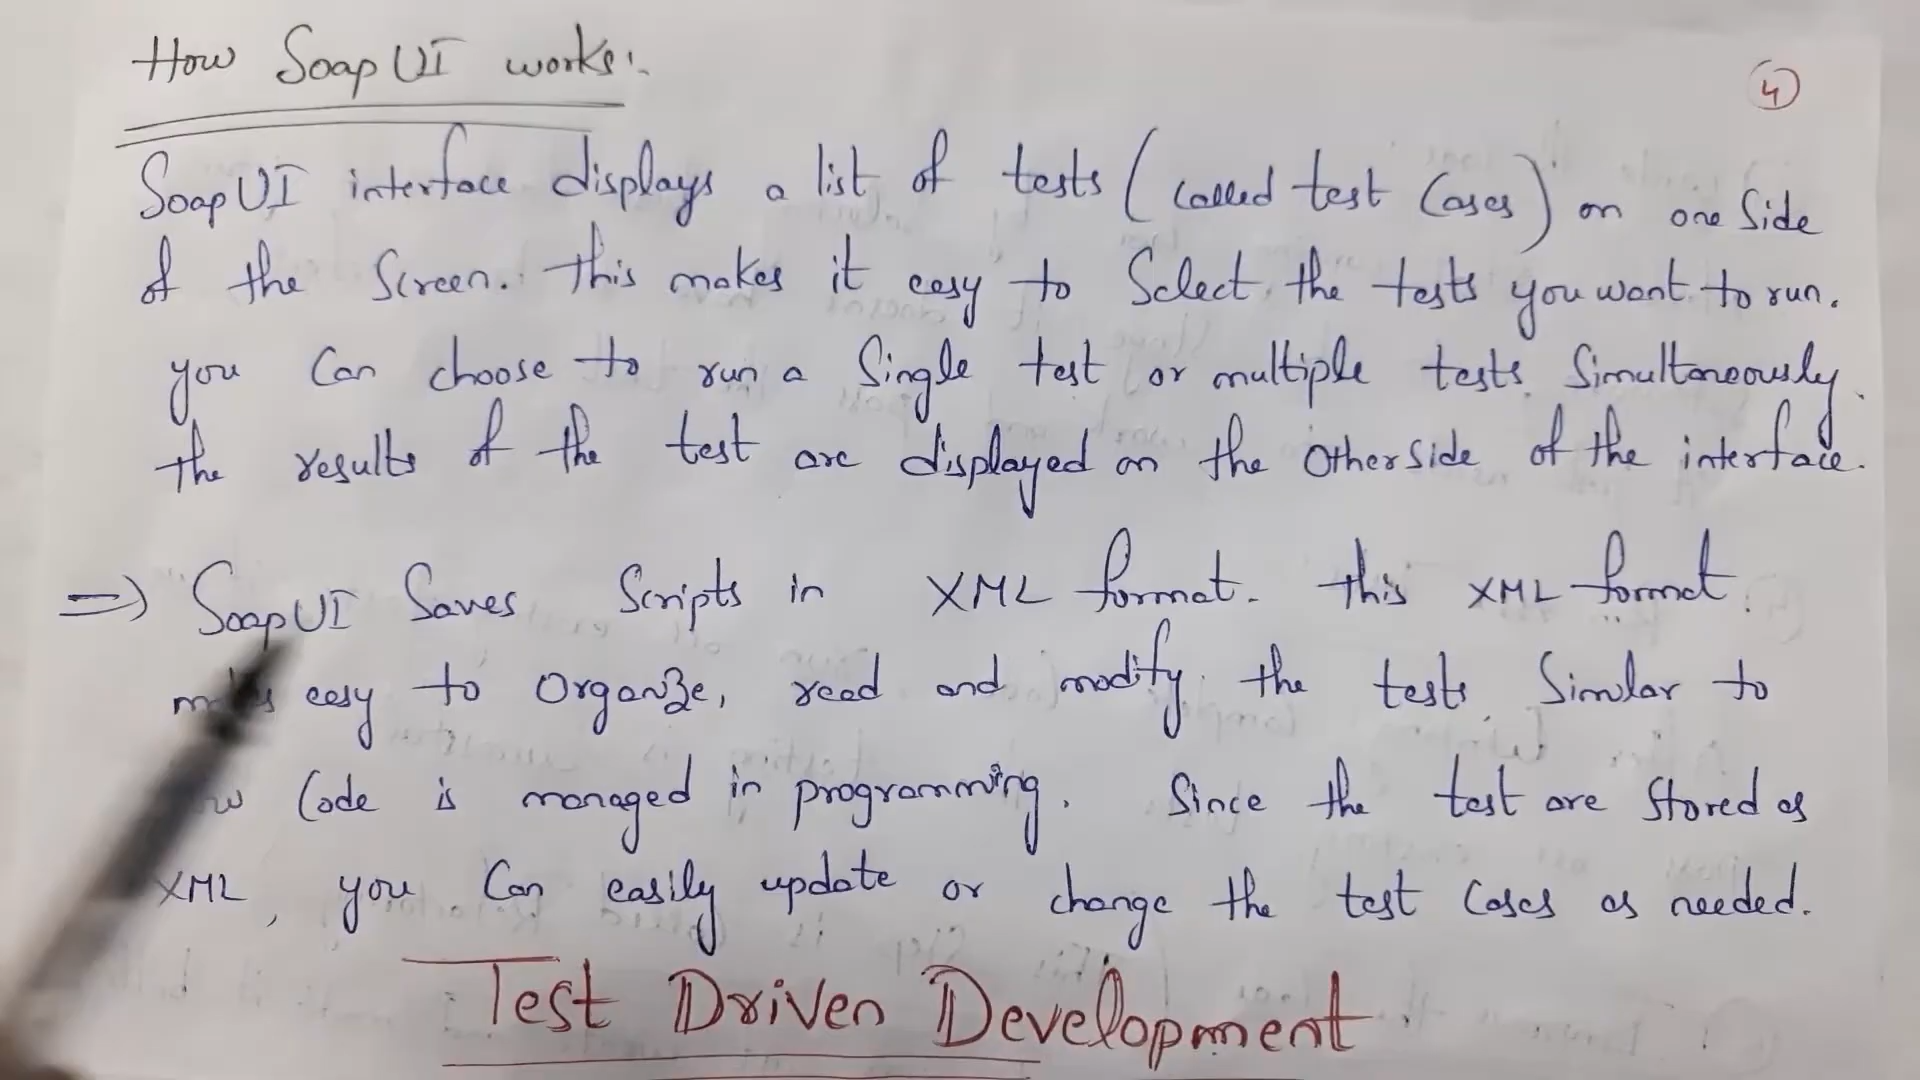 How SoapUI works:
4
SoapUI interface displays a list of tests (called test Cases) on one side
of the Screen. this makes it easy to Select the tests you want to run.
you Can choose to run a Single test or multiple tests Simultaneously.
the results of the test are displayed on the Otherside of the interface.
=> SoapUI Saves Scripts in XML format. this XML format
easy to Organize, read and modify the tests Similar to
Code is managed in programming. Since the test are Stored as
XML, you Can easily update or change the test Cases as needed.
Test Driven Development